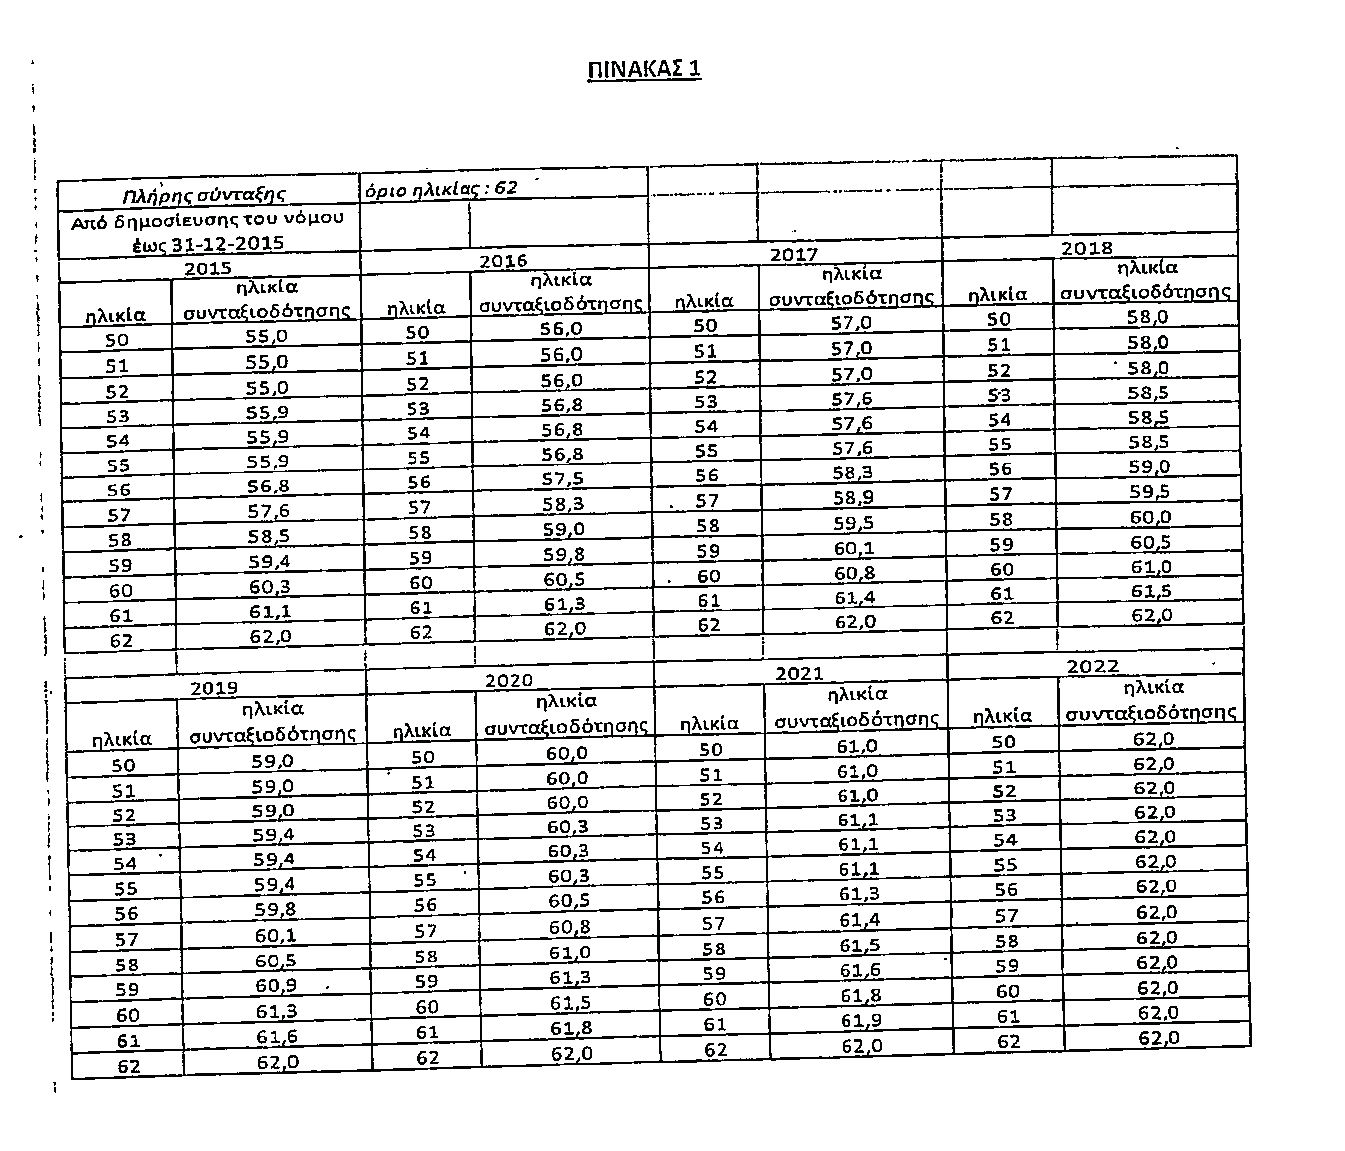 ΠΙΝΑΚΑΣ 1
Πλήρης σύνταξης όριο ηλικίας : 62
Από δημοσίευσης του νόμου
έως 31-12-2015
2015 2016 2017 2018
ηλικία ηλικία ηλικία ηλικία
ηλικία συνταξιοδότησης ηλικία συνταξιοδότησης ηλικία συνταξιοδότησης ηλικία συνταξιοδότησης
50 55,0 50 56,0 50 57,0 50 58,0
51 55,0 51 56,0 51 57,0 51 58,0
52 55,0 52 56,0 52 57,0 52 58,0
53 55,9 53 56,8 53 57,6 53 58,5
54 55,9 54 56,8 54 57,6 54 58,5
55 55,9 55 56,8 55 57,6 55 58,5
56 56,8 56 57,5 56 58,3 56 59,0
57 57,6 57 58,3 57 58,9 57 59,5
58 58,5 58 59,0 58 59,5 58 60,0
59 59,4 59 59,8 59 60,1 59 60,5
60 60,3 60 60,5 60 60,8 60 61,0
61 61,1 61 61,3 61 61,4 61 61,5
62 62,0 62 62,0 62 62,0 62 62,0
2019 2020 2021 2022
ηλικία ηλικία ηλικία ηλικία
ηλικία συνταξιοδότησης ηλικία συνταξιοδότησης ηλικία συνταξιοδότησης ηλικία συνταξιοδότησης
50 59,0 50 60,0 50 61,0 50 62,0
51 59,0 51 60,0 51 61,0 51 62,0
52 59,0 52 60,0 52 61,0 52 62,0
53 59,4 53 60,3 53 61,1 53 62,0
54 59,4 54 60,3 54 61,1 54 62,0
55 59,4 55 60,3 55 61,1 55 62,0
56 59,8 56 60,5 56 61,3 56 62,0
57 60,1 57 60,8 57 61,4 57 62,0
58 60,5 58 61,0 58 61,5 58 62,0
59 60,9 59 61,3 59 61,6 59 62,0
60 61,3 60 61,5 60 61,8 60 62,0
61 61,6 61 61,8 61 61,9 61 62,0
62 62,0 62 62,0 62 62,0 62 62,0